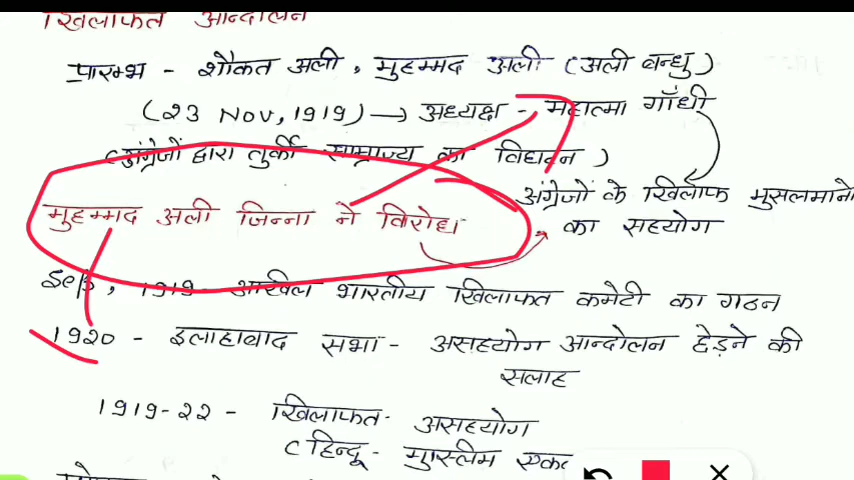 खिलाफत आन्दोलन
प्रारम्भ - शौकत अली, मुहम्मद अली (अली बन्धु)
(23 NOV, 1919) → अध्यक्ष - महात्मा गाँधी
(अंग्रेजों द्वारा तुर्की साम्राज्य का विघटन)
अंग्रेजों के खिलाफ मुसलमानो
मुहम्मद अली जिन्ना ने विरोध
का सहयोग
Sep, 1919 - अखिल भारतीय खिलाफत कमेटी का गठन
1920 - इलाहाबाद सभा - असहयोग आन्दोलन छेड़ने की
सलाह
1919-22 - खिलाफत - असहयोग
(हिन्दू - मुस्लिम